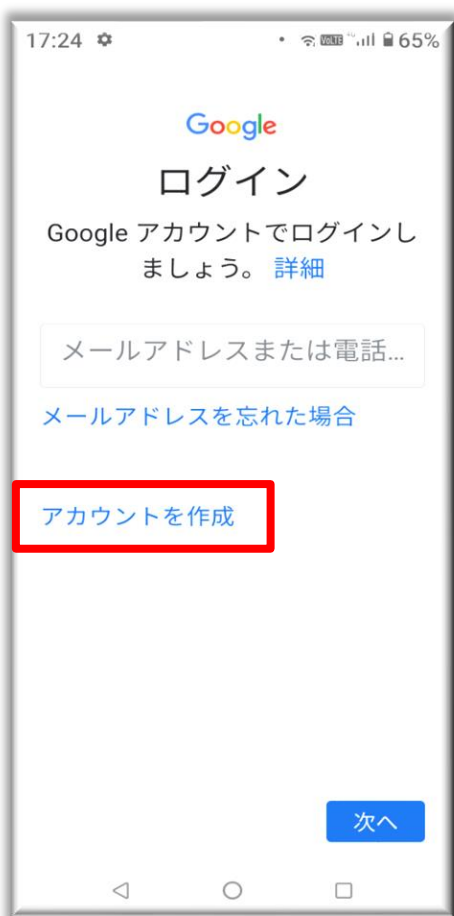 17:24 VoLTE 4G 65%
Google
ログイン
Google アカウントでログインし
ましょう。 詳細
メールアドレスまたは電話...
メールアドレスを忘れた場合
アカウントを作成
次へ